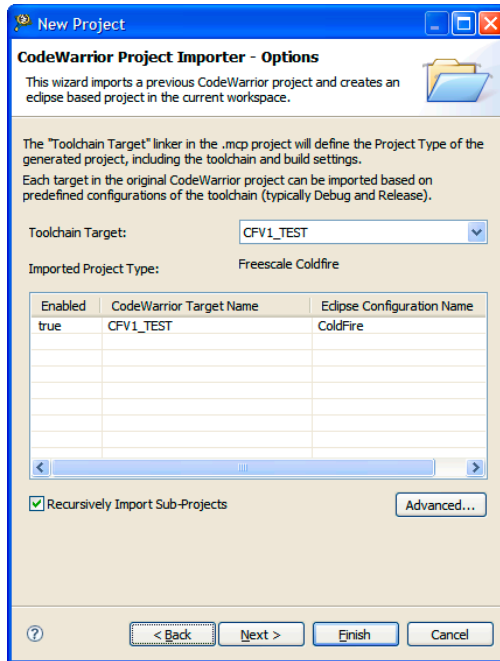 New Project
CodeWarrior Project Importer - Options
This wizard imports a previous CodeWarrior project and creates an
eclipse based project in the current workspace.
The "Toolchain Target" linker in the .mcp project will define the Project Type of the
generated project, including the toolchain and build settings.
Each target in the original CodeWarrior project can be imported based on
predefined configurations of the toolchain (typically Debug and Release).
Toolchain Target: CFV1_TEST
Imported Project Type: Freescale Coldfire
Enabled CodeWarrior Target Name Eclipse Configuration Name
true CFV1_TEST ColdFire
Recursively Import Sub-Projects Advanced...
? < Back Next > Finish Cancel